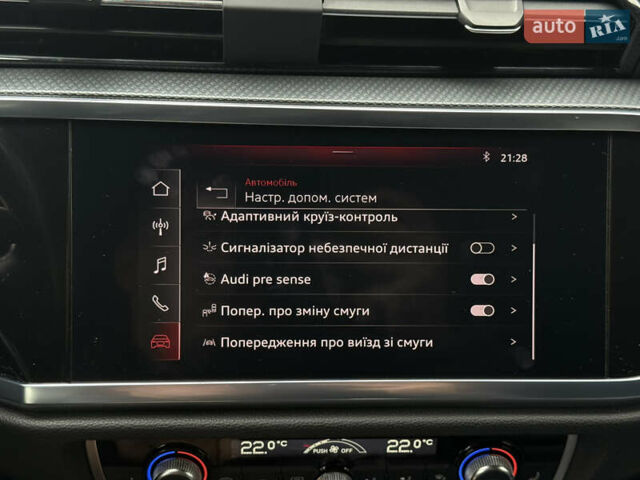 auto RIA.com
21:28
Автомобіль
Настр. допом. систем
Адаптивний круїз-контроль
Сигналізатор небезпечної дистанції
Audi pre sense
Попер. про зміну смуги
Попередження про виїзд зі смуги
22.0°C PUSH OFF 22.0°C